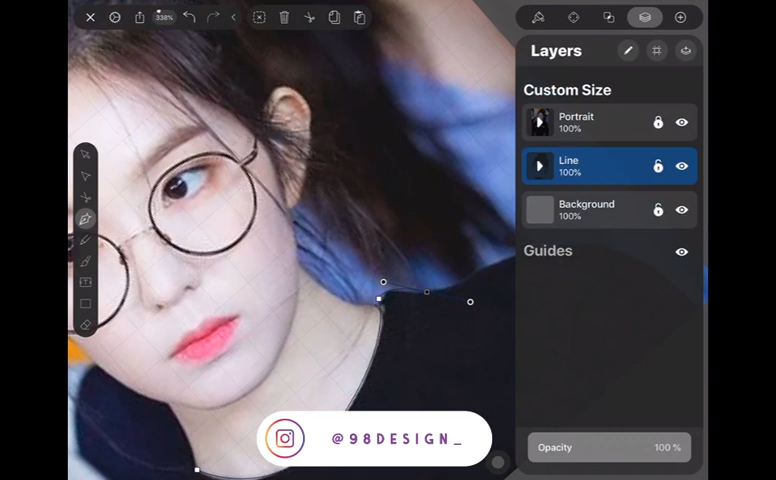 338%
Layers
Custom Size
Portrait
100%
Line
100%
Background
100%
Guides
Opacity 100 %
@98DESIGN_